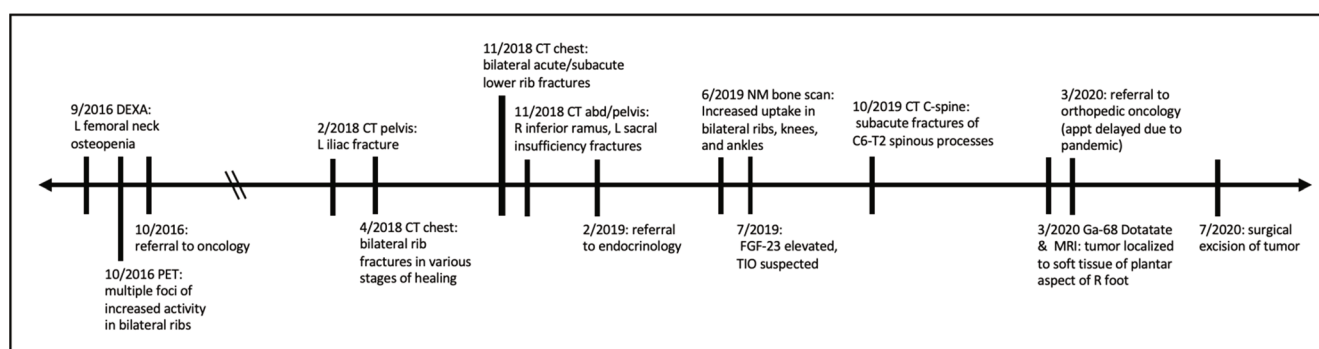 9/2016 DEXA:
L femoral neck
osteopenia
10/2016 PET:
multiple foci of
increased activity
in bilateral ribs
10/2016:
referral to oncology
2/2018 CT pelvis:
L iliac fracture
4/2018 CT chest:
bilateral rib
fractures in various
stages of healing
11/2018 CT chest:
bilateral acute/subacute
lower rib fractures
11/2018 CT abd/pelvis:
R inferior ramus, L sacral
insufficiency fractures
2/2019: referral
to endocrinology
6/2019 NM bone scan:
Increased uptake in
bilateral ribs, knees,
and ankles
7/2019:
FGF-23 elevated,
TIO suspected
10/2019 CT C-spine:
subacute fractures of
C6-T2 spinous processes
3/2020 Ga-68 Dotatate
& MRI: tumor localized
to soft tissue of plantar
aspect of R foot
3/2020: referral to
orthopedic oncology
(appt delayed due to
pandemic)
7/2020: surgical
excision of tumor